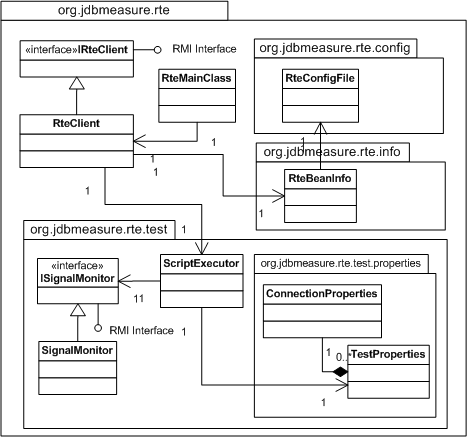 org.jdbmeasure.rte
«interface»IRteClient
RMI Interface
org.jdbmeasure.rte.config
RteMainClass
RteConfigFile
RteClient
1
1
org.jdbmeasure.rte.info
1
1
RteBeanInfo
1
1
org.jdbmeasure.rte.test
1
«interface»
ISignalMonitor
ScriptExecutor
org.jdbmeasure.rte.test.properties
ConnectionProperties
11
RMI Interface
1
SignalMonitor
1
0..*
TestProperties
1